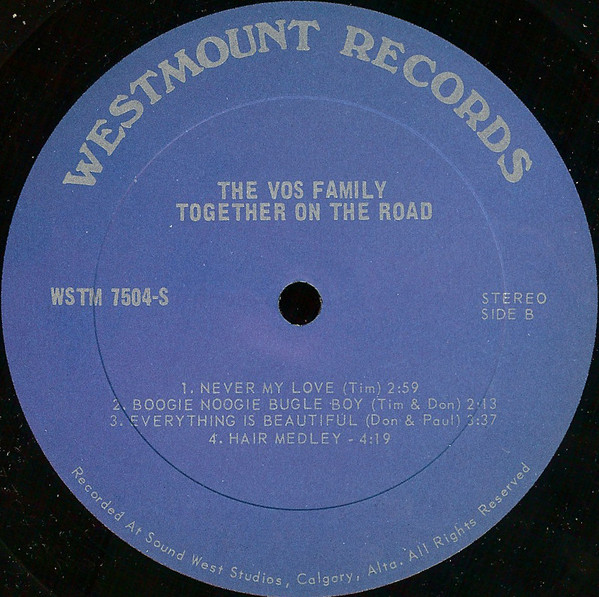 WESTMOUNT RECORDS
THE VOS FAMILY
TOGETHER ON THE ROAD
WSTM 7504-S
STEREO
SIDE B
1. NEVER MY LOVE (Tim) 2:59
2. BOOGIE NOOGIE BUGLE BOY (Tim & Don) 2:13
3. EVERYTHING IS BEAUTIFUL (Don & Paul) 3:37
4. HAIR MEDLEY - 4:19
Recorded At Sound West Studios, Calgary, Alta. All Rights Reserved